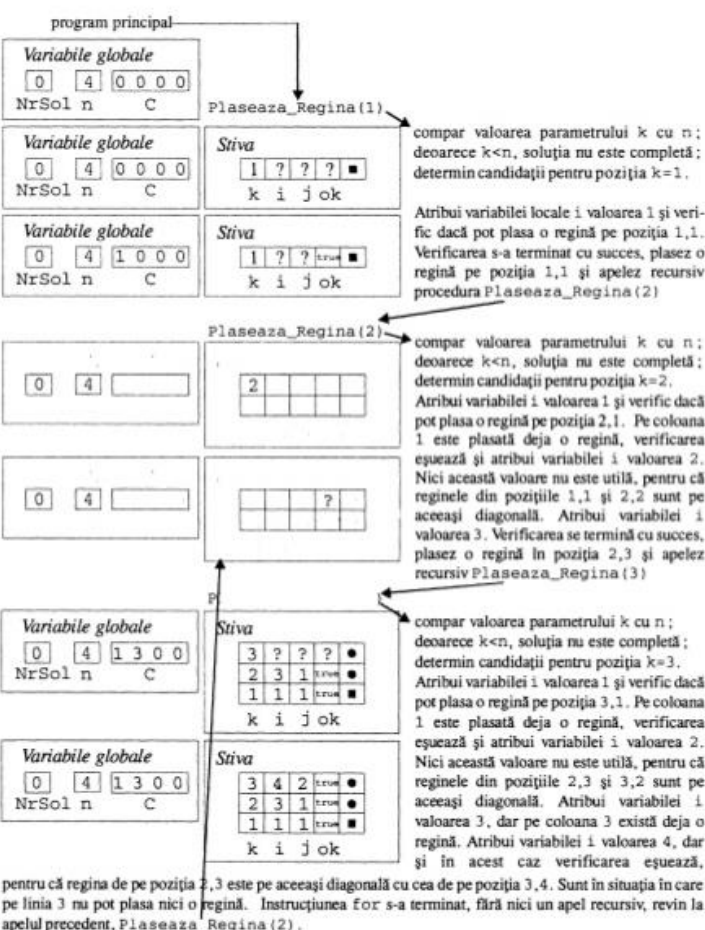 program principal
Variabile globale
0 4 0 0 0 0
NrSol n C
Plaseaza_Regina(1)
Variabile globale
0 4 0 0 0 0
NrSol n C
Stiva
1 ? ? ? ■
k i j ok
compar valoarea parametrului k cu n;
deoarece k<n, soluția nu este completă;
determin candidații pentru poziția k=1.
Variabile globale
0 4 1 0 0 0
NrSol n C
Stiva
1 ? ? true ■
k i j ok
Atribui variabilei locale i valoarea 1 și veri-
fic dacă pot plasa o regină pe poziția 1,1.
Verificarea s-a terminat cu succes, plasez o
regină pe poziția 1,1 și apelez recursiv
procedura Plaseaza_Regina(2)
Plaseaza_Regina(2)
0 4
2
0 4
?
compar valoarea parametrului k cu n;
deoarece k<n, soluția nu este completă;
determin candidații pentru poziția k=2.
Atribui variabilei i valoarea 1 și verific dacă
pot plasa o regină pe poziția 2,1. Pe coloana
1 este plasată deja o regină, verificarea
eșuează și atribui variabilei i valoarea 2.
Nici această valoare nu este utilă, pentru că
reginele din pozițiile 1,1 și 2,2 sunt pe
aceeași diagonală. Atribui variabilei i
valoarea 3. Verificarea se termină cu succes,
plasez o regină în poziția 2,3 și apelez
recursiv Plaseaza_Regina(3)
P
Variabile globale
0 4 1 3 0 0
NrSol n C
Stiva
3 ? ? ? ●
2 3 1 true ●
1 1 1 true ■
k i j ok
Variabile globale
0 4 1 3 0 0
NrSol n C
Stiva
3 4 2 true ●
2 3 1 true ●
1 1 1 true ■
k i j ok
compar valoarea parametrului k cu n;
deoarece k<n, soluția nu este completă;
determin candidații pentru poziția k=3.
Atribui variabilei i valoarea 1 și verific dacă
pot plasa o regină pe poziția 3,1. Pe coloana
1 este plasată deja o regină, verificarea
eșuează și atribui variabilei i valoarea 2.
Nici această valoare nu este utilă, pentru că
reginele din pozițiile 2,3 și 3,2 sunt pe
aceeași diagonală. Atribui variabilei i
valoarea 3, dar pe coloana 3 există deja o
regină. Atribui variabilei i valoarea 4, dar
și în acest caz verificarea eșuează,
pentru că regina de pe poziția 2,3 este pe aceeași diagonală cu cea de pe poziția 3,4. Sunt în situația în care
pe linia 3 nu pot plasa nici o regină. Instrucțiunea for s-a terminat, fără nici un apel recursiv, revin la
apelul precedent, Plaseaza_Regina(2).